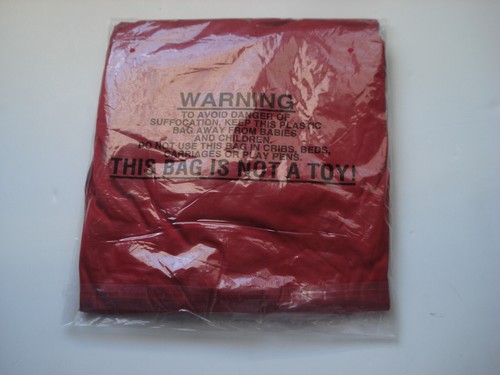 WARNING
TO AVOID DANGER OF
SUFFOCATION, KEEP THIS PLASTIC
BAG AWAY FROM BABIES
AND CHILDREN.
DO NOT USE THIS BAG IN CRIBS, BEDS,
CARRIAGES OR PLAY PENS.
THIS BAG IS NOT A TOY!